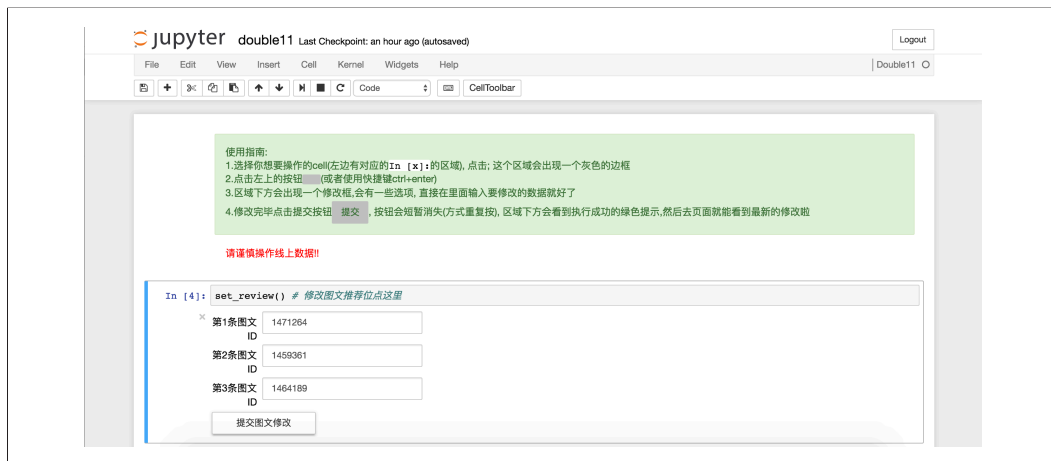 jupyter double11 Last Checkpoint: an hour ago (autosaved)
Logout
File Edit View Insert Cell Kernel Widgets Help
Double11
Code CellToolbar
使用指南:
1.选择你想要操作的cell(左边有对应的In [x]:的区域), 点击; 这个区域会出现一个灰色的边框
2.点击左上的按钮 (或者使用快捷键ctrl+enter)
3.区域下方会出现一个修改框,会有一些选项, 直接在里面输入要修改的数据就好了
4.修改完毕点击提交按钮 提交 , 按钮会短暂消失(方式重复按), 区域下方会看到执行成功的绿色提示,然后去页面就能看到最新的修改啦
请谨慎操作线上数据!!
In [4]: set_review() # 修改图文推荐位点这里
第1条图文 1471264
ID
第2条图文 1459361
ID
第3条图文 1464189
ID
提交图文修改